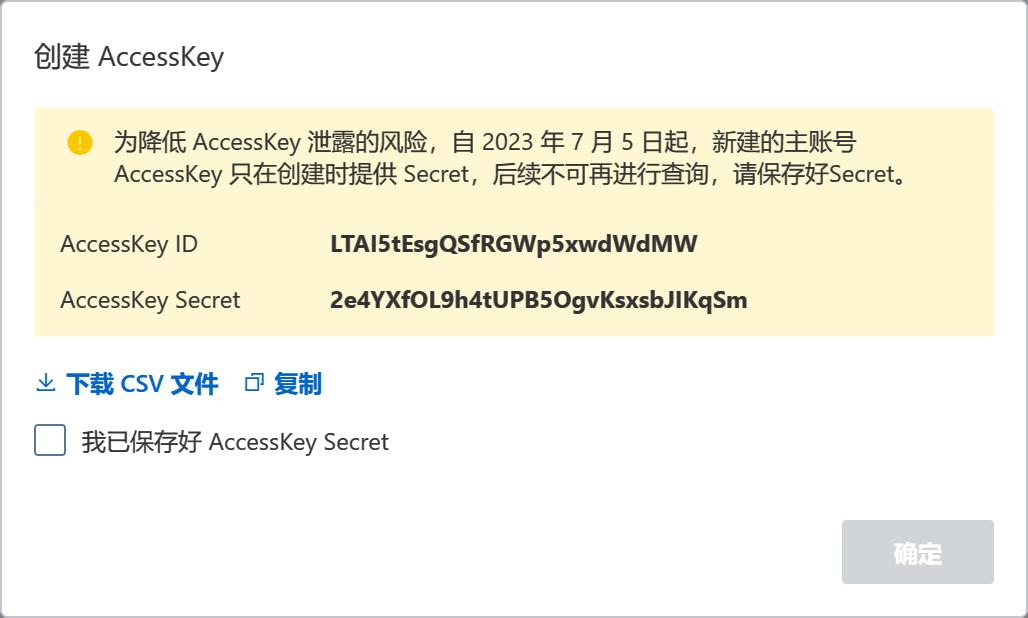 创建 AccessKey
为降低 AccessKey 泄露的风险，自 2023 年 7 月 5 日起，新建的主账号
AccessKey 只在创建时提供 Secret，后续不可再进行查询，请保存好Secret。
AccessKey ID LTAI5tEsgQSfRGWp5xwdWdMW
AccessKey Secret 2e4YXfOL9h4tUPB5OgvKsxsbJIKqSm
下载 CSV 文件 复制
我已保存好 AccessKey Secret
确定